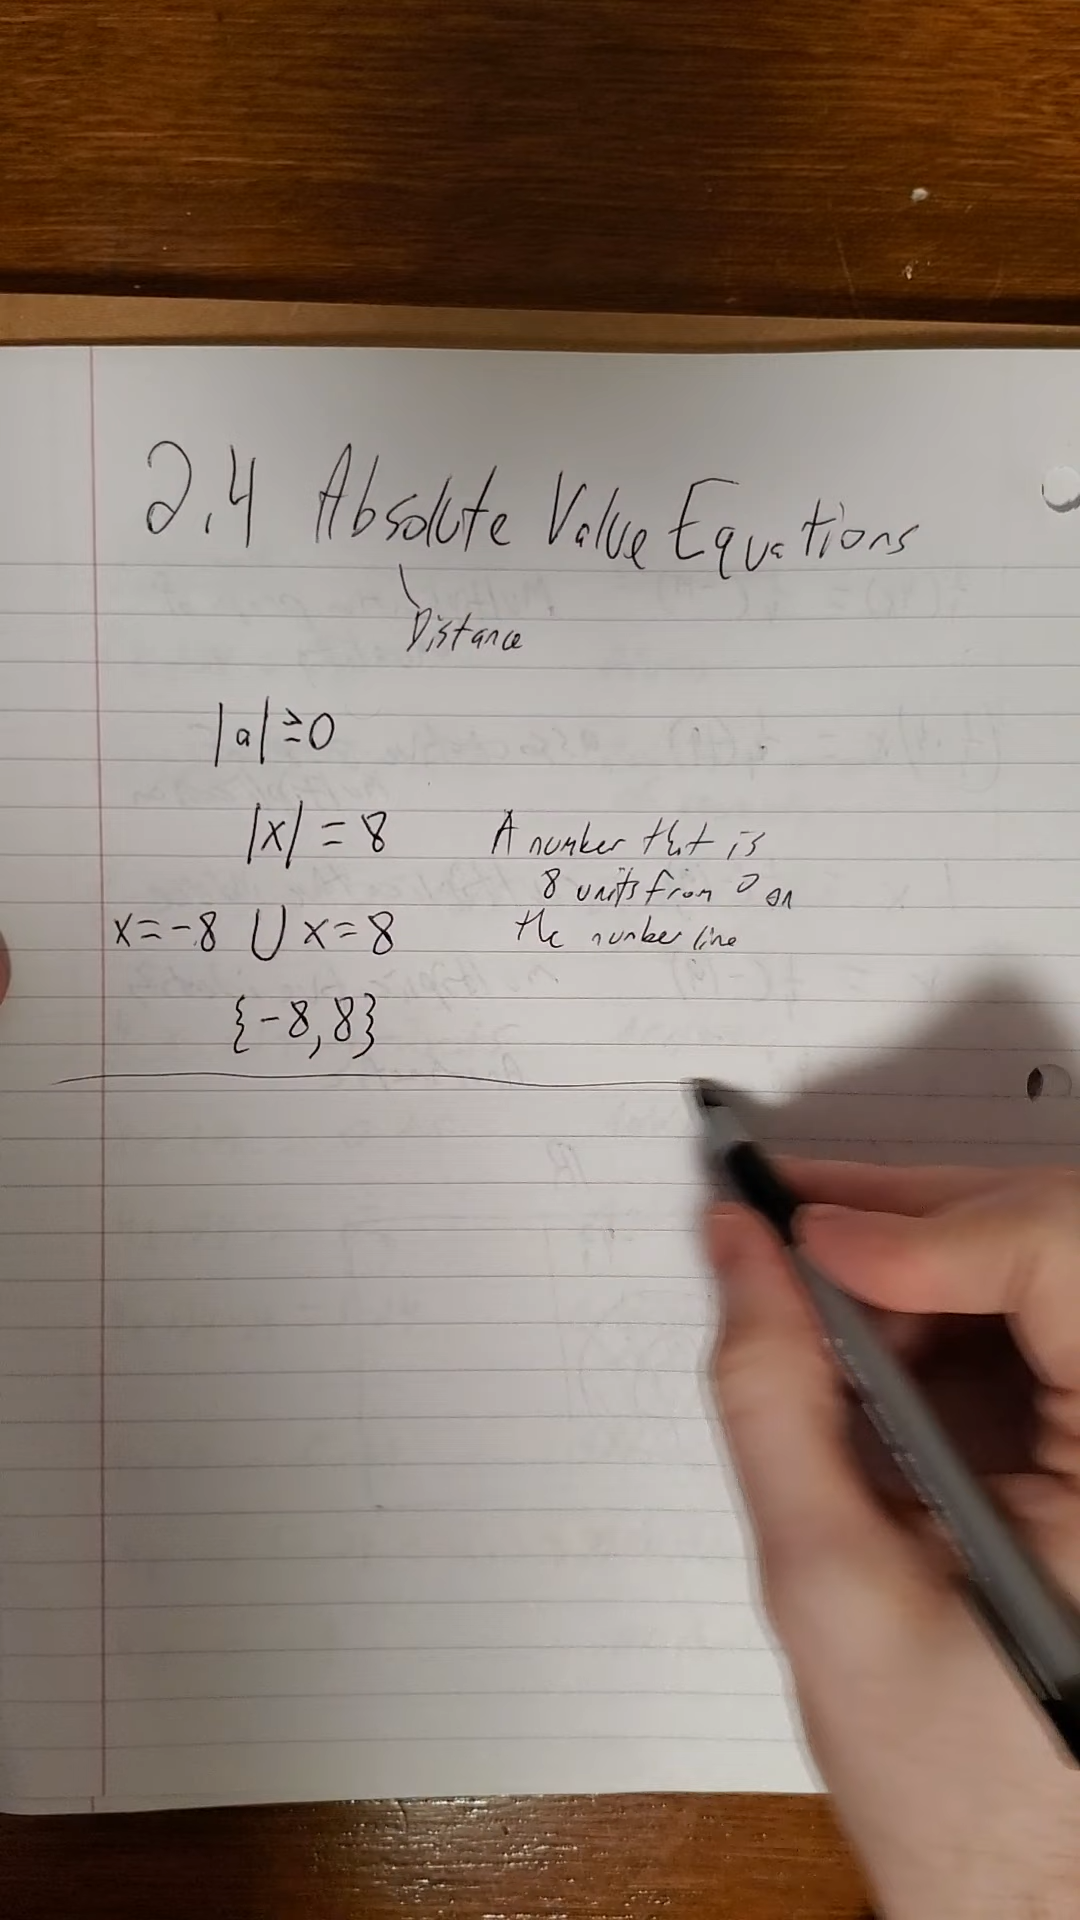 2.4 Absolute Value Equations
Distance
|a| ≥ 0
|x| = 8
A number that is
8 units from 0 on
the number line
x = -8 ∪ x = 8
{-8, 8}